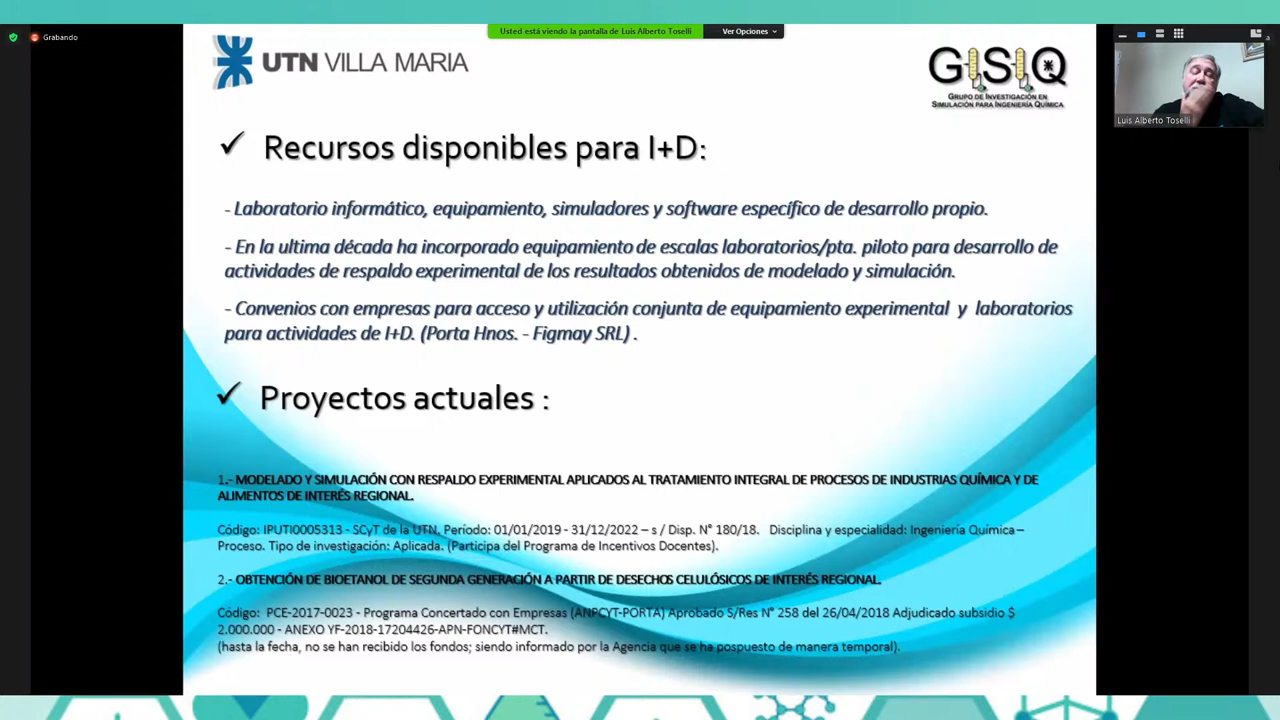 Grabando
Usted está viendo la pantalla de Luis Alberto Toselli
Ver Opciones
UTN VILLA MARIA
GISIQ
GRUPO DE INVESTIGACIÓN EN
SIMULACIÓN PARA INGENIERÍA QUÍMICA
Luis Alberto Toselli
✓ Recursos disponibles para I+D:
- Laboratorio informático, equipamiento, simuladores y software específico de desarrollo propio.
- En la ultima década ha incorporado equipamiento de escalas laboratorios/pta. piloto para desarrollo de
actividades de respaldo experimental de los resultados obtenidos de modelado y simulación.
- Convenios con empresas para acceso y utilización conjunta de equipamiento experimental y laboratorios
para actividades de I+D. (Porta Hnos. - Figmay SRL) .
✓ Proyectos actuales :
1.- MODELADO Y SIMULACIÓN CON RESPALDO EXPERIMENTAL APLICADOS AL TRATAMIENTO INTEGRAL DE PROCESOS DE INDUSTRIAS QUÍMICA Y DE
ALIMENTOS DE INTERÉS REGIONAL.
Código: IPUTI0005313 - SCyT de la UTN. Período: 01/01/2019 - 31/12/2022 – s / Disp. N° 180/18. Disciplina y especialidad: Ingeniería Química –
Proceso. Tipo de investigación: Aplicada. (Participa del Programa de Incentivos Docentes).
2.- OBTENCIÓN DE BIOETANOL DE SEGUNDA GENERACIÓN A PARTIR DE DESECHOS CELULÓSICOS DE INTERÉS REGIONAL.
Código: PCE-2017-0023 - Programa Concertado con Empresas (ANPCYT-PORTA) Aprobado S/Res N° 258 del 26/04/2018 Adjudicado subsidio $
2.000.000 - ANEXO YF-2018-17204426-APN-FONCYT#MCT.
(hasta la fecha, no se han recibido los fondos; siendo informado por la Agencia que se ha pospuesto de manera temporal).